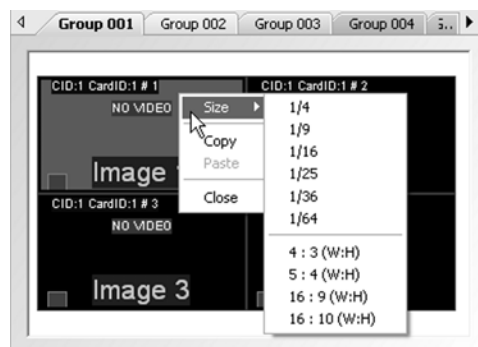 Group 001 Group 002 Group 003 Group 004
CID:1 CardID:1 # 1 CID:1 CardID:1 # 2
NO VIDEO
Image
Size
Copy
Paste
Close
1/4
1/9
1/16
1/25
1/36
1/64
4 : 3 (W:H)
5 : 4 (W:H)
16 : 9 (W:H)
16 : 10 (W:H)
CID:1 CardID:1 # 3
NO VIDEO
Image 3